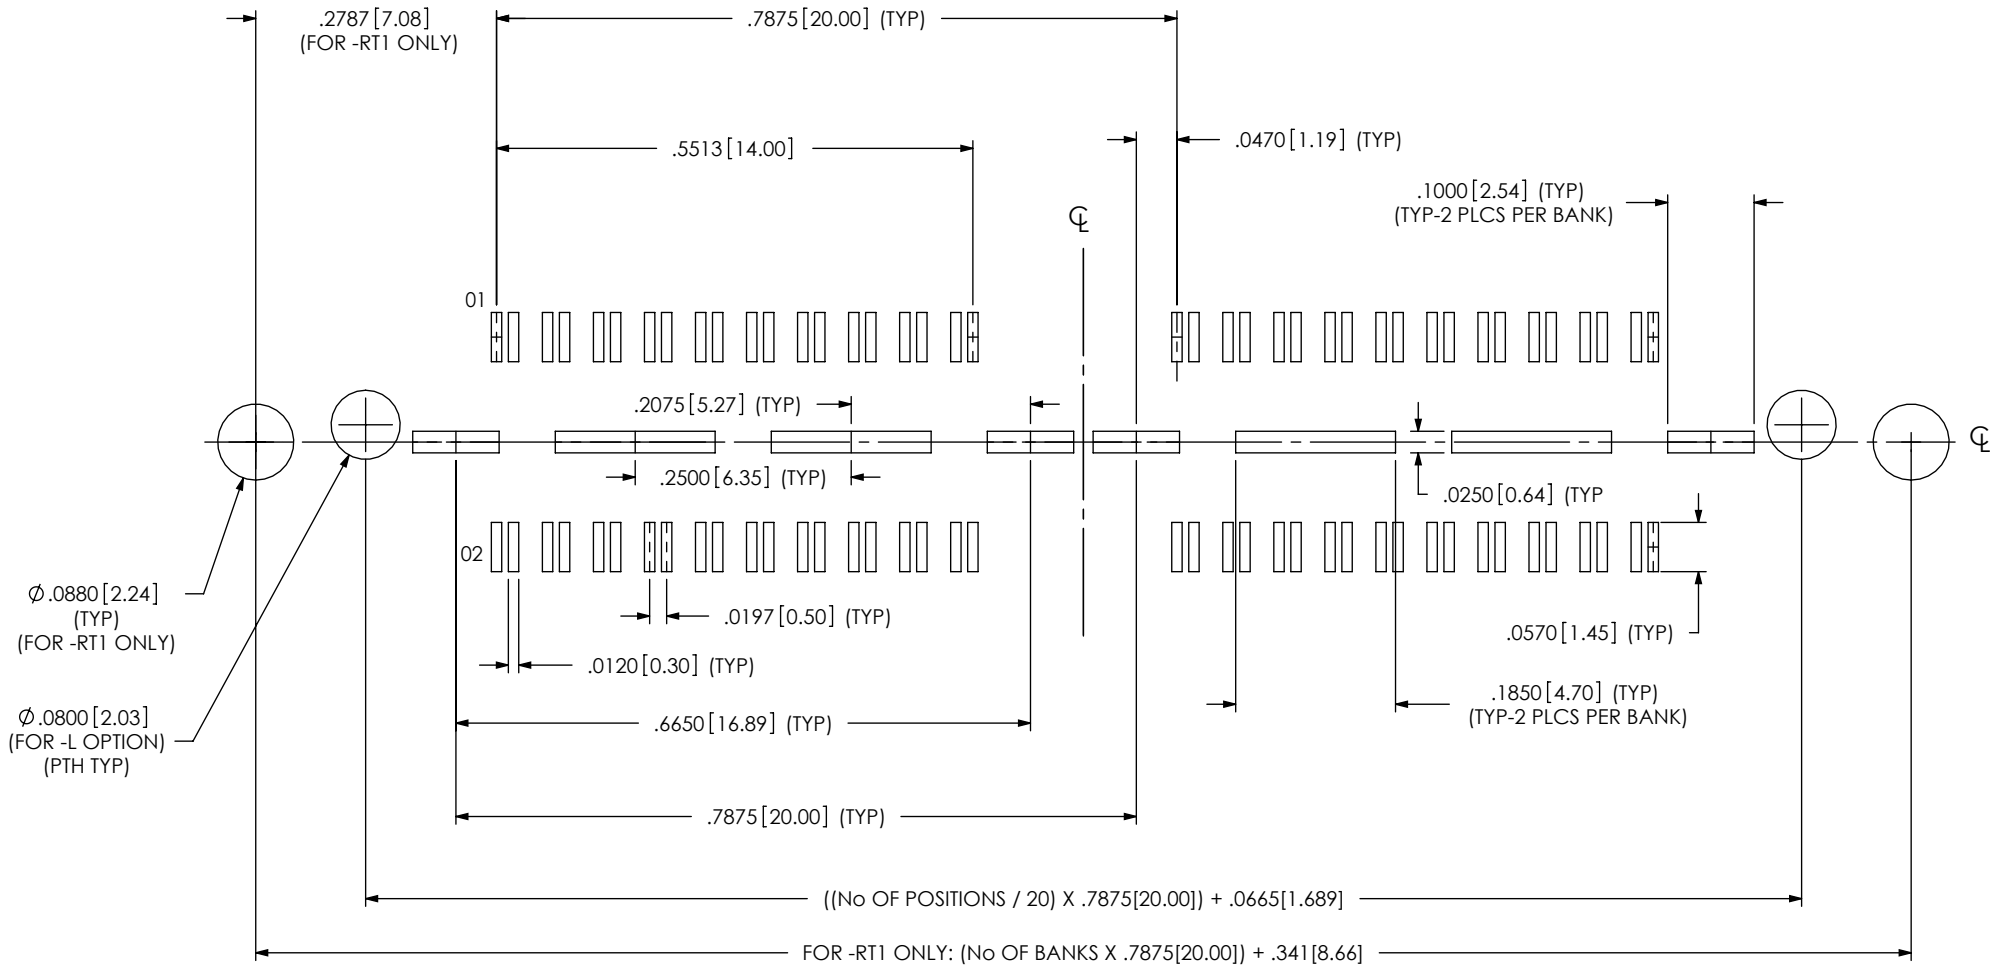 .2787[7.08]
(FOR -RT1 ONLY)
.7875[20.00] (TYP)
.5513[14.00]
.0470[1.19] (TYP)
.1000[2.54] (TYP)
(TYP-2 PLCS PER BANK)
℄
01
.2075[5.27] (TYP)
℄
.2500[6.35] (TYP)
.0250[0.64] (TYP
02
Ø.0880[2.24]
(TYP)
(FOR -RT1 ONLY)
.0197[0.50] (TYP)
.0570[1.45] (TYP)
.0120[0.30] (TYP)
.1850[4.70] (TYP)
(TYP-2 PLCS PER BANK)
Ø.0800[2.03]
(FOR -L OPTION)
(PTH TYP)
.6650[16.89] (TYP)
.7875[20.00] (TYP)
((No OF POSITIONS / 20) X .7875[20.00]) + .0665[1.689]
FOR -RT1 ONLY: (No OF BANKS X .7875[20.00]) + .341[8.66]